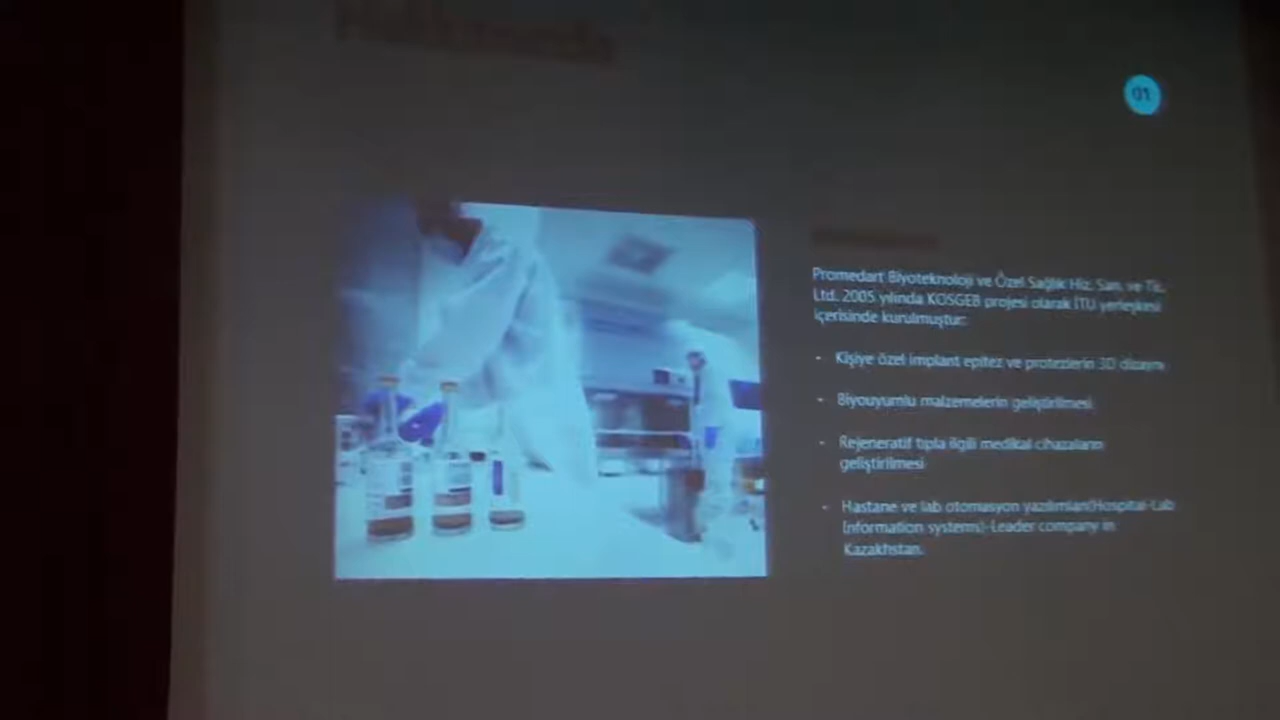 01
Promedart Biyoteknoloji ve Özel Sağlık Hiz. San. ve Tic.
Ltd. 2005 yılında KOSGEB projesi olarak İTU yerleşkesi
içerisinde kurulmuştur:
- Kişiye özel implant epitez ve protezlerin 3D dizaynı
- Biyouyumlu malzemelerin geliştirilmesi
- Rejeneratif tıpla ilgili medikal cihazların
geliştirilmesi
- Hastane ve lab otomasyon yazılımları(Hospital-Lab
Information systems)-Leader company in
Kazakhstan.